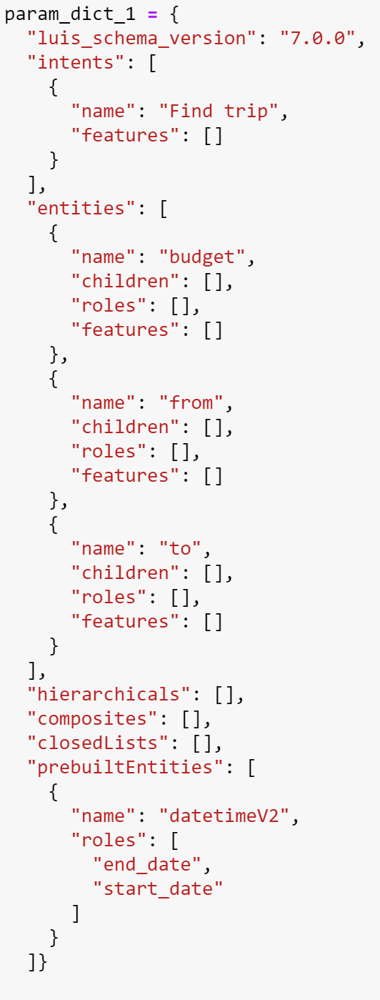 param_dict_1 = {
  "luis_schema_version": "7.0.0",
  "intents": [
    {
      "name": "Find trip",
      "features": []
    }
  ],
  "entities": [
    {
      "name": "budget",
      "children": [],
      "roles": [],
      "features": []
    },
    {
      "name": "from",
      "children": [],
      "roles": [],
      "features": []
    },
    {
      "name": "to",
      "children": [],
      "roles": [],
      "features": []
    }
  ],
  "hierarchicals": [],
  "composites": [],
  "closedLists": [],
  "prebuiltEntities": [
    {
      "name": "datetimeV2",
      "roles": [
        "end_date",
        "start_date"
      ]
    }
  ]}